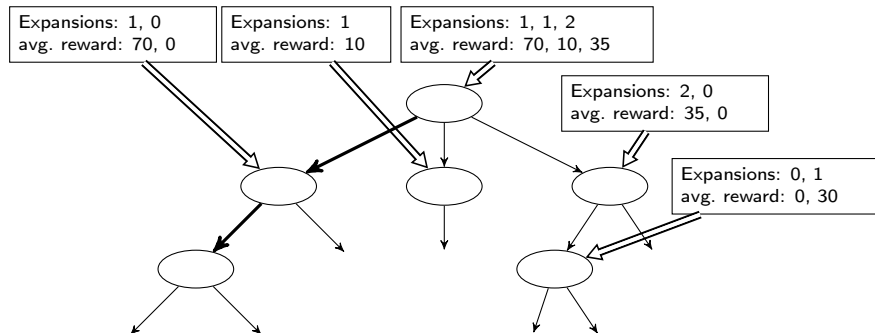 Expansions: 1, 0
avg. reward: 70, 0
Expansions: 1
avg. reward: 10
Expansions: 1, 1, 2
avg. reward: 70, 10, 35
Expansions: 2, 0
avg. reward: 35, 0
Expansions: 0, 1
avg. reward: 0, 30